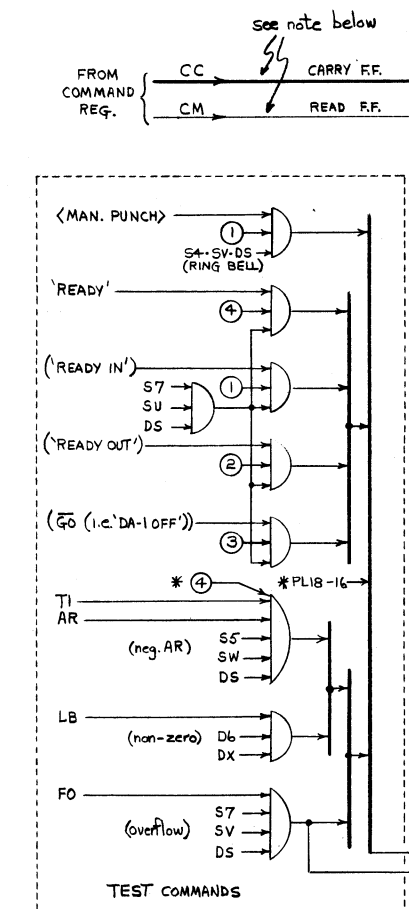 see note below
FROM COMMAND REG.
CC CARRY F.F.
CM READ F.F.
<MAN. PUNCH>
1
S4·SV·DS
(RING BELL)
'READY'
4
('READY IN')
S7
1
SU
DS
('READY OUT')
2
(G̅O̅ (i.e. 'DA-1 OFF'))
3
* 4 * PL18-16
TI
AR
(neg. AR)
S5
SW
DS
LB
(non-zero) D6
DX
FO
S7
(overflow) SV
DS
TEST COMMANDS